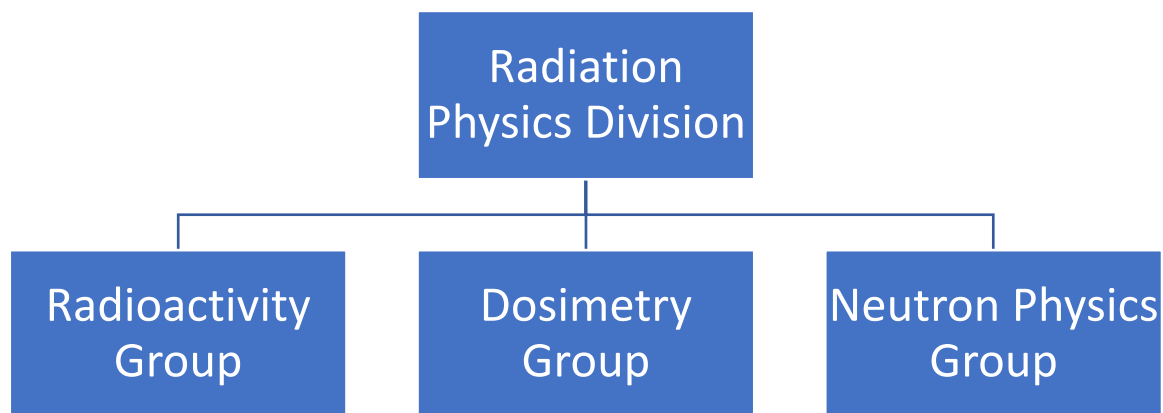 Radiation
Physics Division
Radioactivity
Group
Dosimetry
Group
Neutron Physics
Group